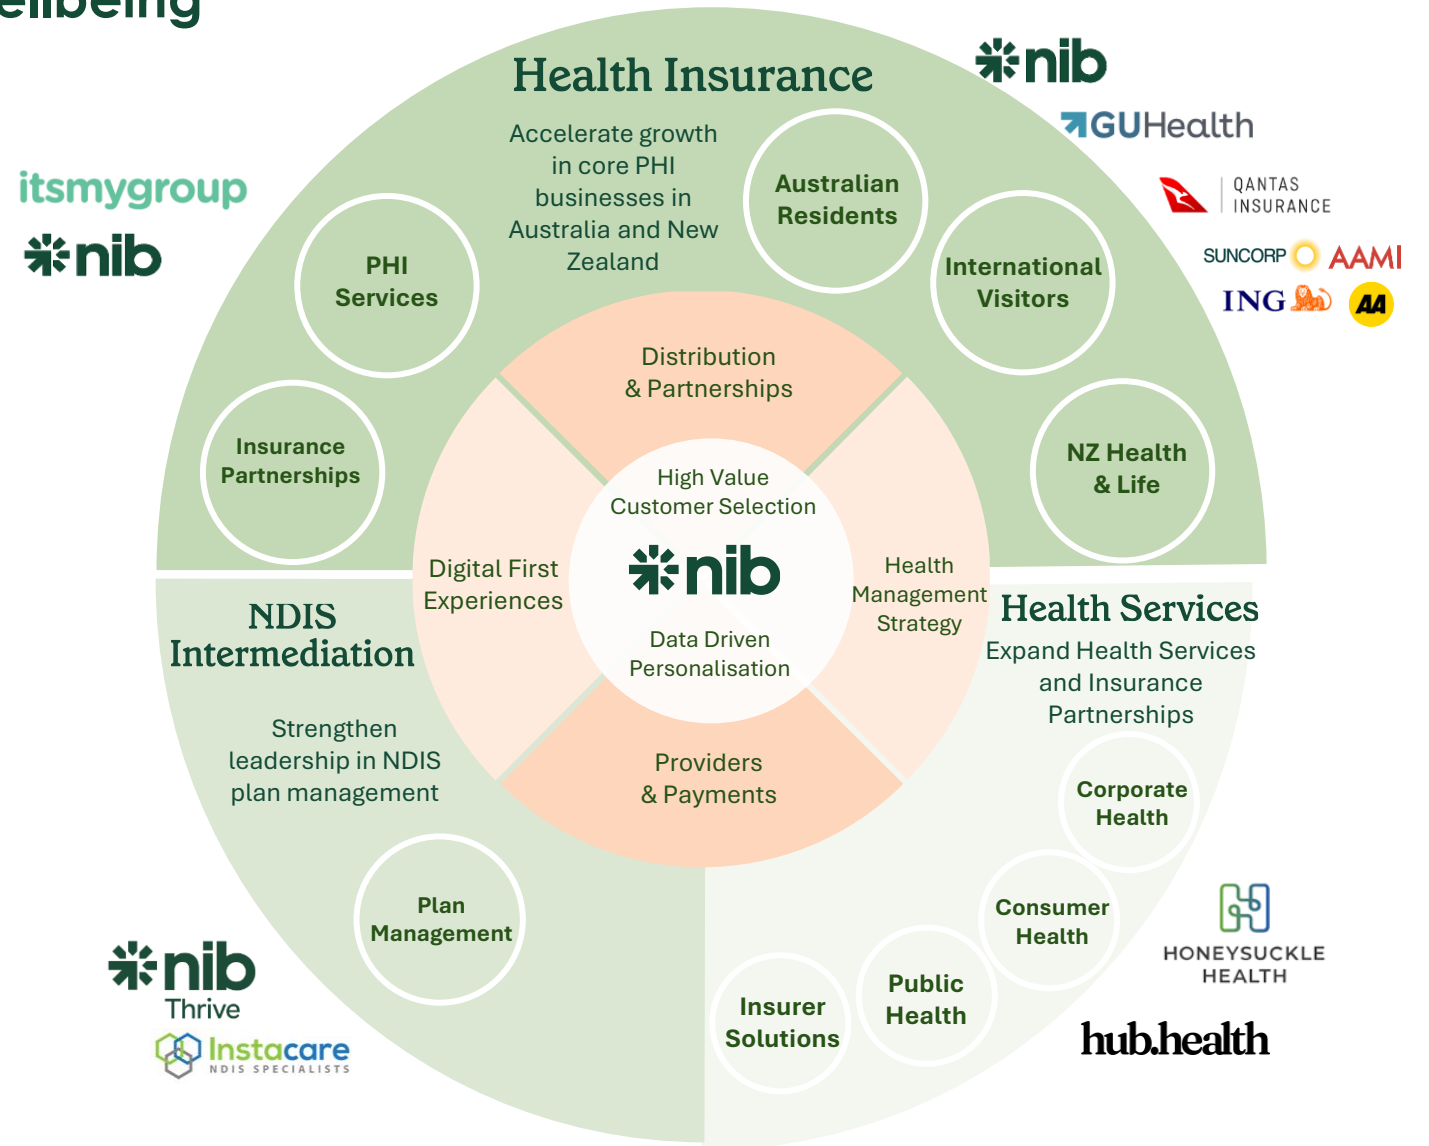 Health Insurance
Accelerate growth
in core PHI
businesses in
Australia and New
Zealand
Australian
Residents
International
Visitors
NZ Health
& Life
PHI
Services
Insurance
Partnerships
itsmygroup
nib
nib
GUHealth
QANTAS
INSURANCE
SUNCORP
AAMI
ING
AA
Distribution
& Partnerships
High Value
Customer Selection
nib
Data Driven
Personalisation
Digital First
Experiences
Health
Management
Strategy
Providers
& Payments
NDIS
Intermediation
Strengthen
leadership in NDIS
plan management
Plan
Management
nib
Thrive
Instacare
NDIS SPECIALISTS
Health Services
Expand Health Services
and Insurance
Partnerships
Corporate
Health
Consumer
Health
Public
Health
Insurer
Solutions
HONEYSUCKLE
HEALTH
hub.health